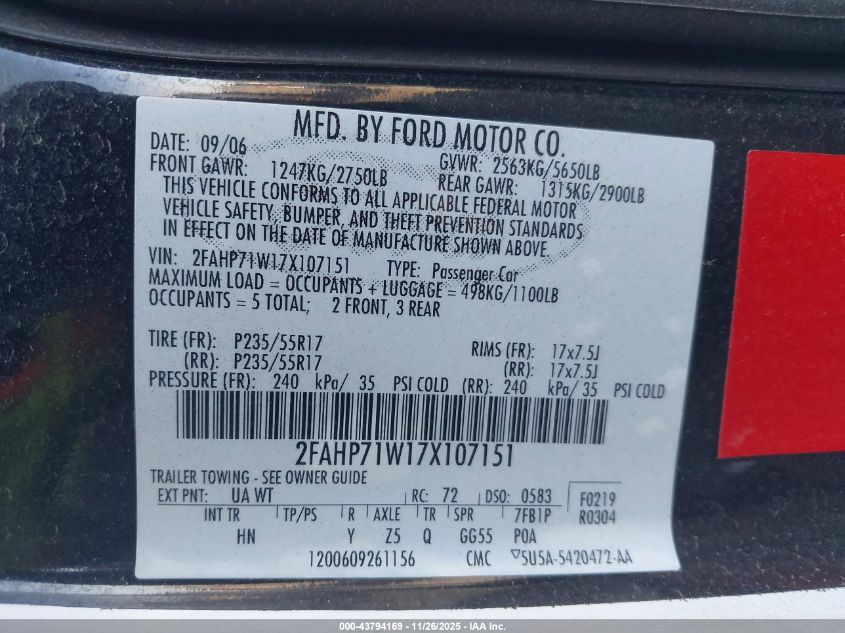 MFD. BY FORD MOTOR CO.
DATE: 09/06 GVWR: 2563KG/5650LB
FRONT GAWR: 1247KG/2750LB REAR GAWR: 1315KG/2900LB
THIS VEHICLE CONFORMS TO ALL APPLICABLE FEDERAL MOTOR
VEHICLE SAFETY, BUMPER, AND THEFT PREVENTION STANDARDS
IN EFFECT ON THE DATE OF MANUFACTURE SHOWN ABOVE.
VIN: 2FAHP71W17X107151 TYPE: Passenger Car
MAXIMUM LOAD = OCCUPANTS + LUGGAGE = 498KG/1100LB
OCCUPANTS = 5 TOTAL; 2 FRONT, 3 REAR
TIRE (FR): P235/55R17 RIMS (FR): 17x7.5J
(RR): P235/55R17 (RR): 17x7.5J
PRESSURE (FR): 240 kPa/ 35 PSI COLD (RR): 240 kPa/ 35 PSI COLD
2FAHP71W17X107151
TRAILER TOWING - SEE OWNER GUIDE
EXT PNT: UA WT RC: 72 DSO: 0583 F0219
INT TR TP/PS R AXLE TR SPR 7FB1P R0304
HN Y Z5 Q GG55 POA
1200609261156 CMC ▽5U5A-5420472-AA
000-43794169 - 11/26/2025 - IAA Inc.